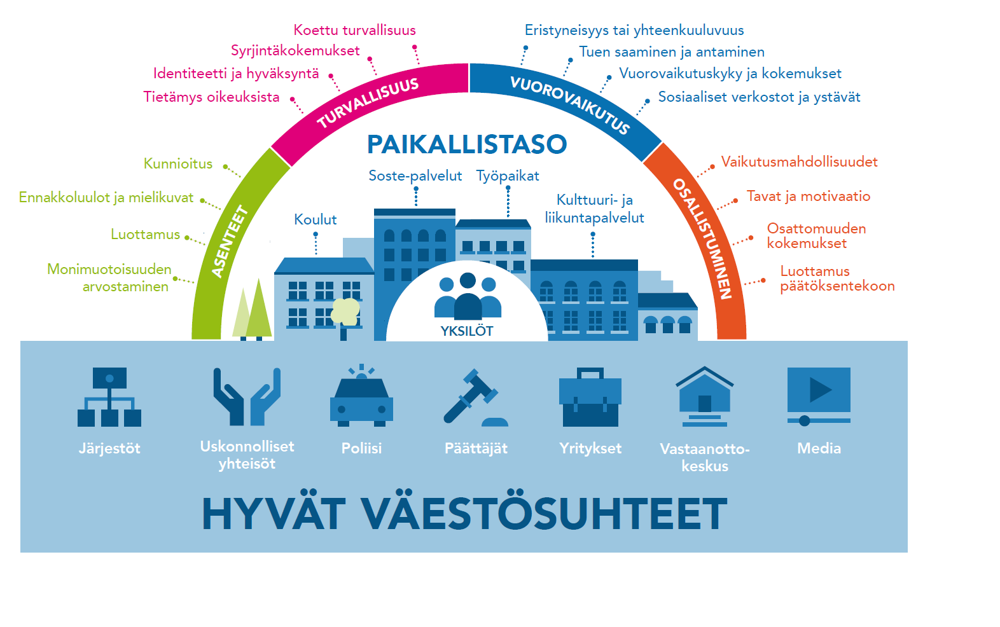 Koettu turvallisuus
Syrjintäkokemukset
Identiteetti ja hyväksyntä
Tietämys oikeuksista
TURVALLISUUS
Eristyneisyys tai yhteenkuuluvuus
Tuen saaminen ja antaminen
Vuorovaikutuskyky ja kokemukset
Sosiaaliset verkostot ja ystävät
VUOROVAIKUTUS
Kunnioitus
Ennakkoluulot ja mielikuvat
Luottamus
Monimuotoisuuden
arvostaminen
ASENTEET
Vaikutusmahdollisuudet
Tavat ja motivaatio
Osattomuuden
kokemukset
Luottamus
päätöksentekoon
OSALLISTUMINEN
PAIKALLISTASO
Soste-palvelut
Työpaikat
Koulut
Kulttuuri- ja
liikuntapalvelut
YKSILÖT
Järjestöt
Uskonnolliset
yhteisöt
Poliisi
Päättäjät
Yritykset
Vastaanotto-
keskus
Media
HYVÄT VÄESTÖSUHTEET